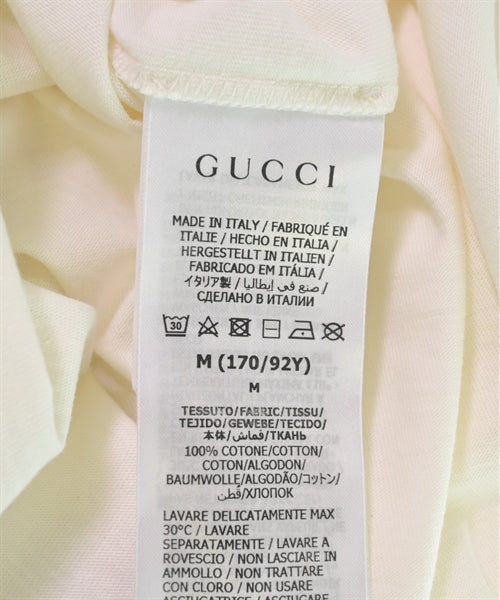 GUCCI
MADE IN ITALY / FABRIQUÉ EN
ITALIE / HECHO EN ITALIA /
HERGESTELLT IN ITALIEN /
FABRICADO EM ITÁLIA /
イタリア製 / صنع في إيطاليا /
СДЕЛАНО В ИТАЛИИ
30
M (170/92Y)
M
TESSUTO/FABRIC/TISSU/
TEJIDO/GEWEBE/TECIDO/
本体/قماش/ТКАНЬ
100% COTONE/COTTON/
COTON/ALGODON/
BAUMWOLLE/ALGODÃO/コットン/
قطن/ХЛОПОК
LAVARE DELICATAMENTE MAX
30°C / LAVARE
SEPARATAMENTE / LAVARE A
ROVESCIO / NON LASCIARE IN
AMMOLLO / NON TRATTARE
CON CLORO / NON USARE
ASCIUGATRICE / ASCIUGARE